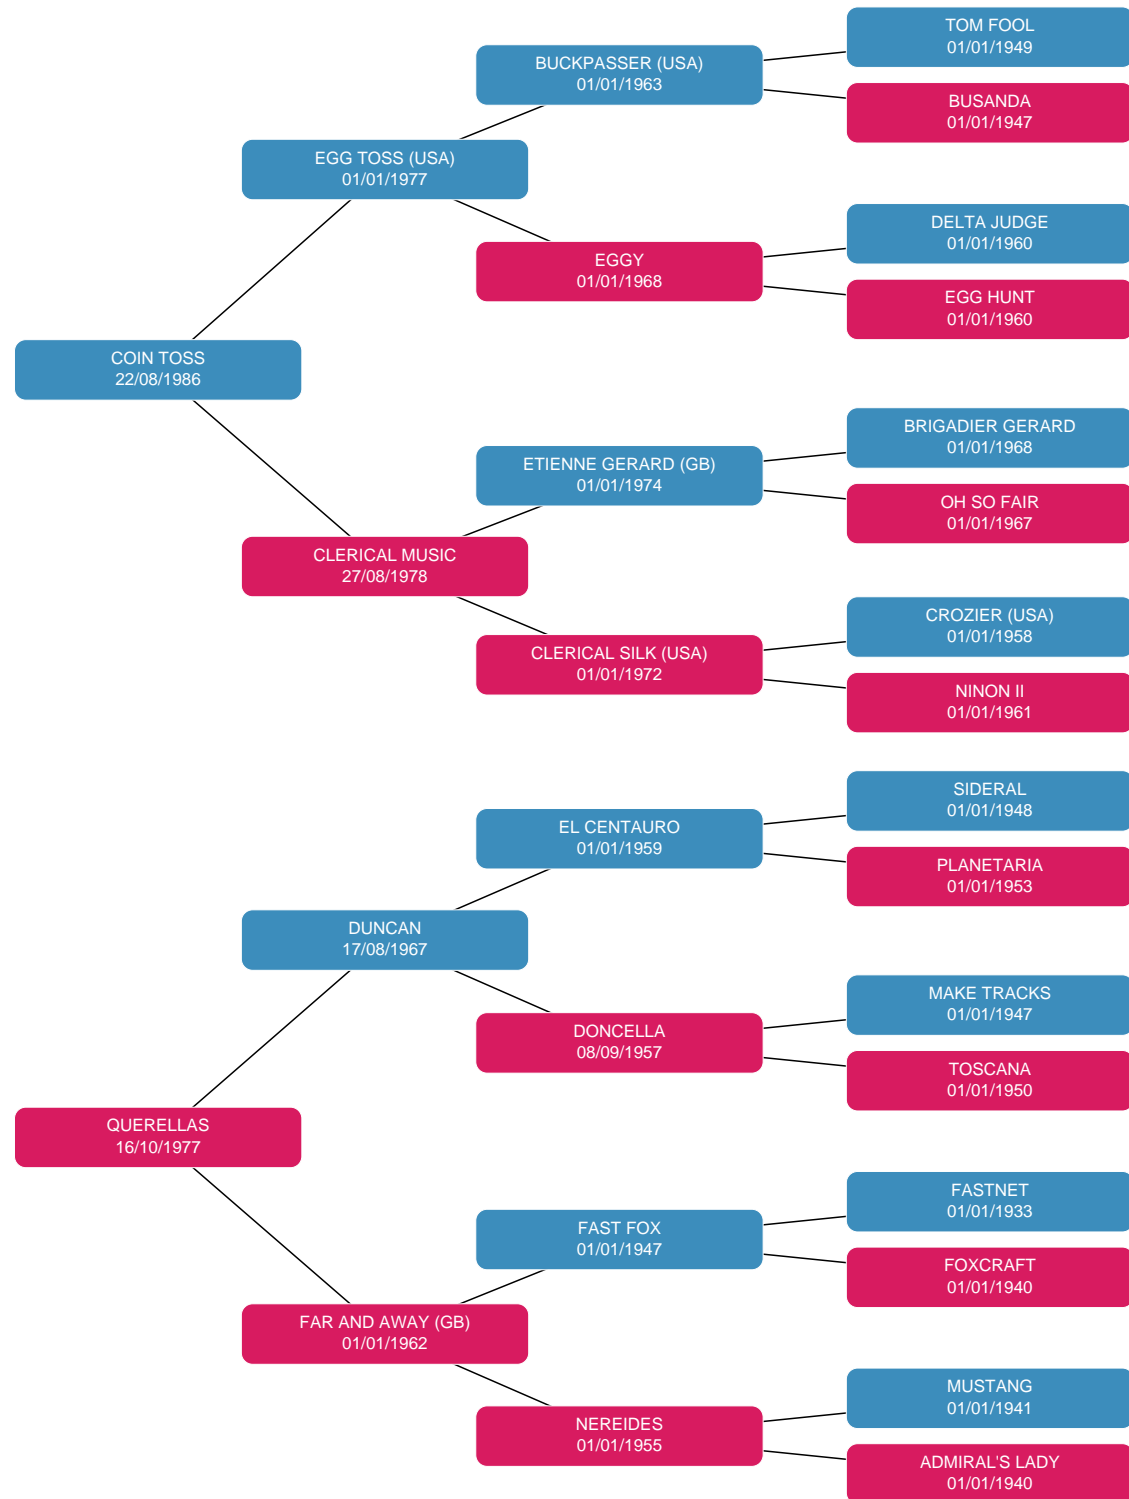 TOM FOOL
01/01/1949
BUCKPASSER (USA)
01/01/1963
BUSANDA
01/01/1947
EGG TOSS (USA)
01/01/1977
DELTA JUDGE
01/01/1960
EGGY
01/01/1968
EGG HUNT
01/01/1960
COIN TOSS
22/08/1986
BRIGADIER GERARD
01/01/1968
ETIENNE GERARD (GB)
01/01/1974
OH SO FAIR
01/01/1967
CLERICAL MUSIC
27/08/1978
CROZIER (USA)
01/01/1958
CLERICAL SILK (USA)
01/01/1972
NINON II
01/01/1961
SIDERAL
01/01/1948
EL CENTAURO
01/01/1959
PLANETARIA
01/01/1953
DUNCAN
17/08/1967
MAKE TRACKS
01/01/1947
DONCELLA
08/09/1957
TOSCANA
01/01/1950
QUERELLAS
16/10/1977
FASTNET
01/01/1933
FAST FOX
01/01/1947
FOXCRAFT
01/01/1940
FAR AND AWAY (GB)
01/01/1962
MUSTANG
01/01/1941
NEREIDES
01/01/1955
ADMIRAL'S LADY
01/01/1940